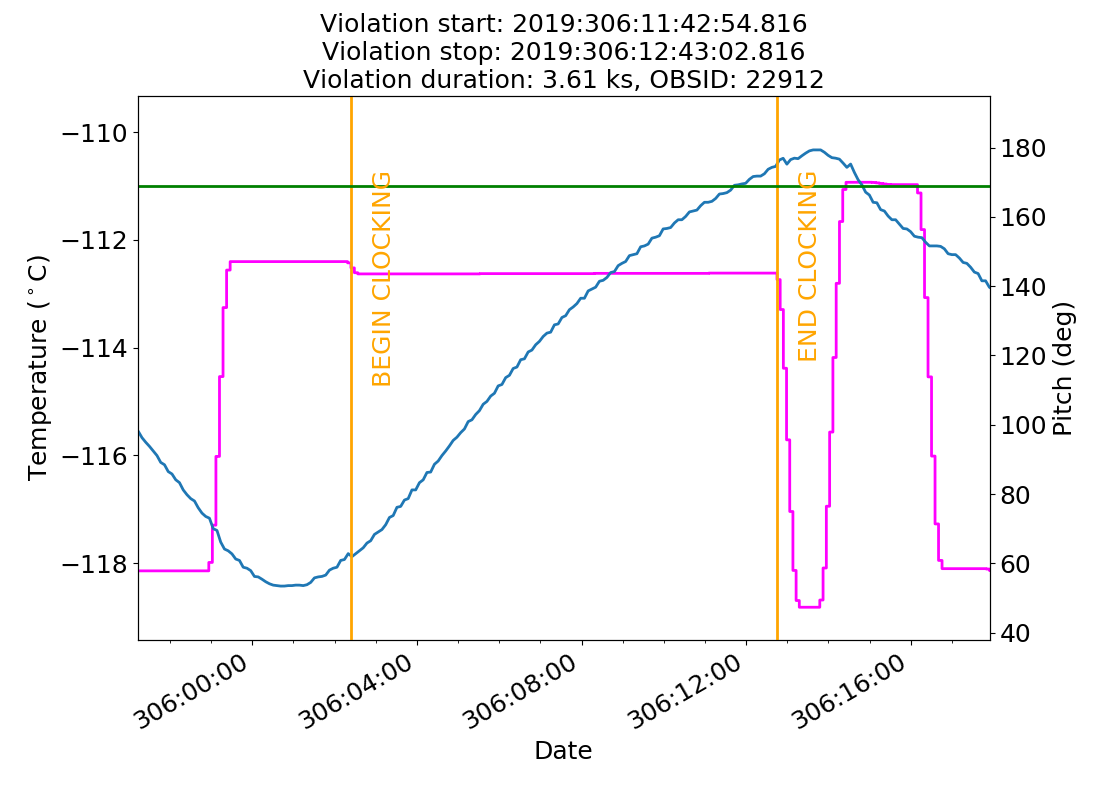 Violation start: 2019:306:11:42:54.816
Violation stop: 2019:306:12:43:02.816
Violation duration: 3.61 ks, OBSID: 22912
−110
−112
−114
−116
−118
Temperature (°C)
BEGIN CLOCKING
END CLOCKING
180
160
140
120
100
80
60
40
Pitch (deg)
306:00:00
306:04:00
306:08:00
306:12:00
306:16:00
Date